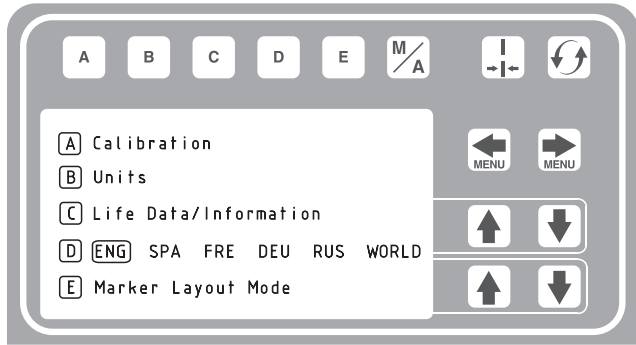 A B C D E M/A
MENU MENU
A Calibration
B Units
C Life Data/Information
D ENG SPA FRE DEU RUS WORLD
E Marker Layout Mode